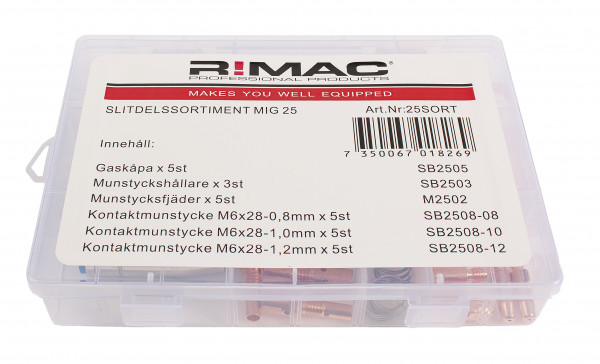 R!MAC®
PROFESSIONAL PRODUCTS
MAKES YOU WELL EQUIPPED
SLITDELSSORTIMENT MIG 25 Art.Nr:25SORT
Innehåll:
7 350067 018269
Gaskåpa x 5st SB2505
Munstyckshållare x 3st SB2503
Munstycksfjäder x 5st M2502
Kontaktmunstycke M6x28-0,8mm x 5st SB2508-08
Kontaktmunstycke M6x28-1,0mm x 5st SB2508-10
Kontaktmunstycke M6x28-1,2mm x 5st SB2508-12